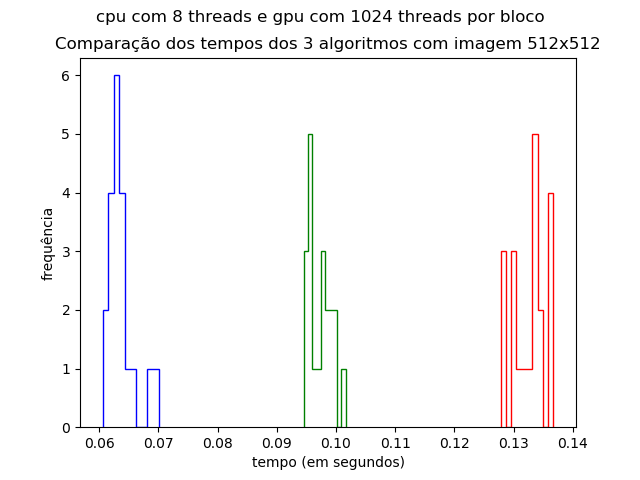 cpu com 8 threads e gpu com 1024 threads por bloco
Comparação dos tempos dos 3 algoritmos com imagem 512x512
6
5
4
3
2
1
0
frequência
0.06 0.07 0.08 0.09 0.10 0.11 0.12 0.13 0.14
tempo (em segundos)